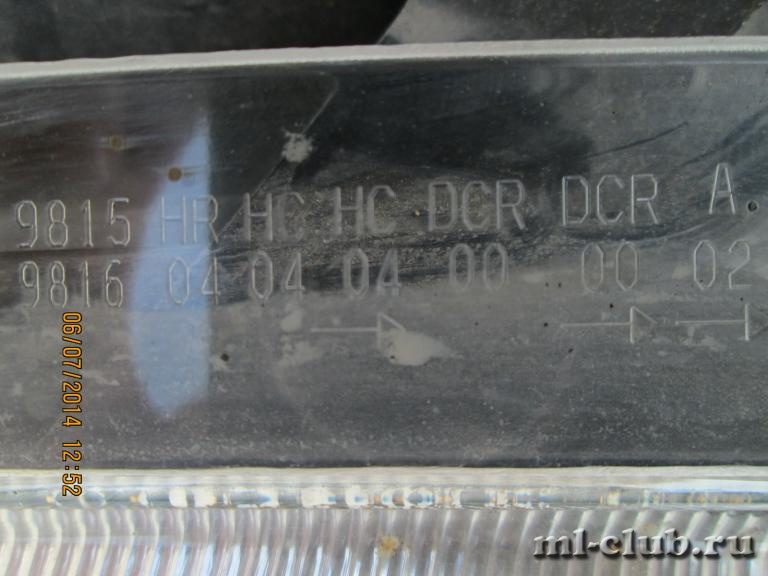 9815 HR HC HC DCR DCR A.
9816 04 04 04 00 00 02
06/07/2014 12:52
ml-club.ru